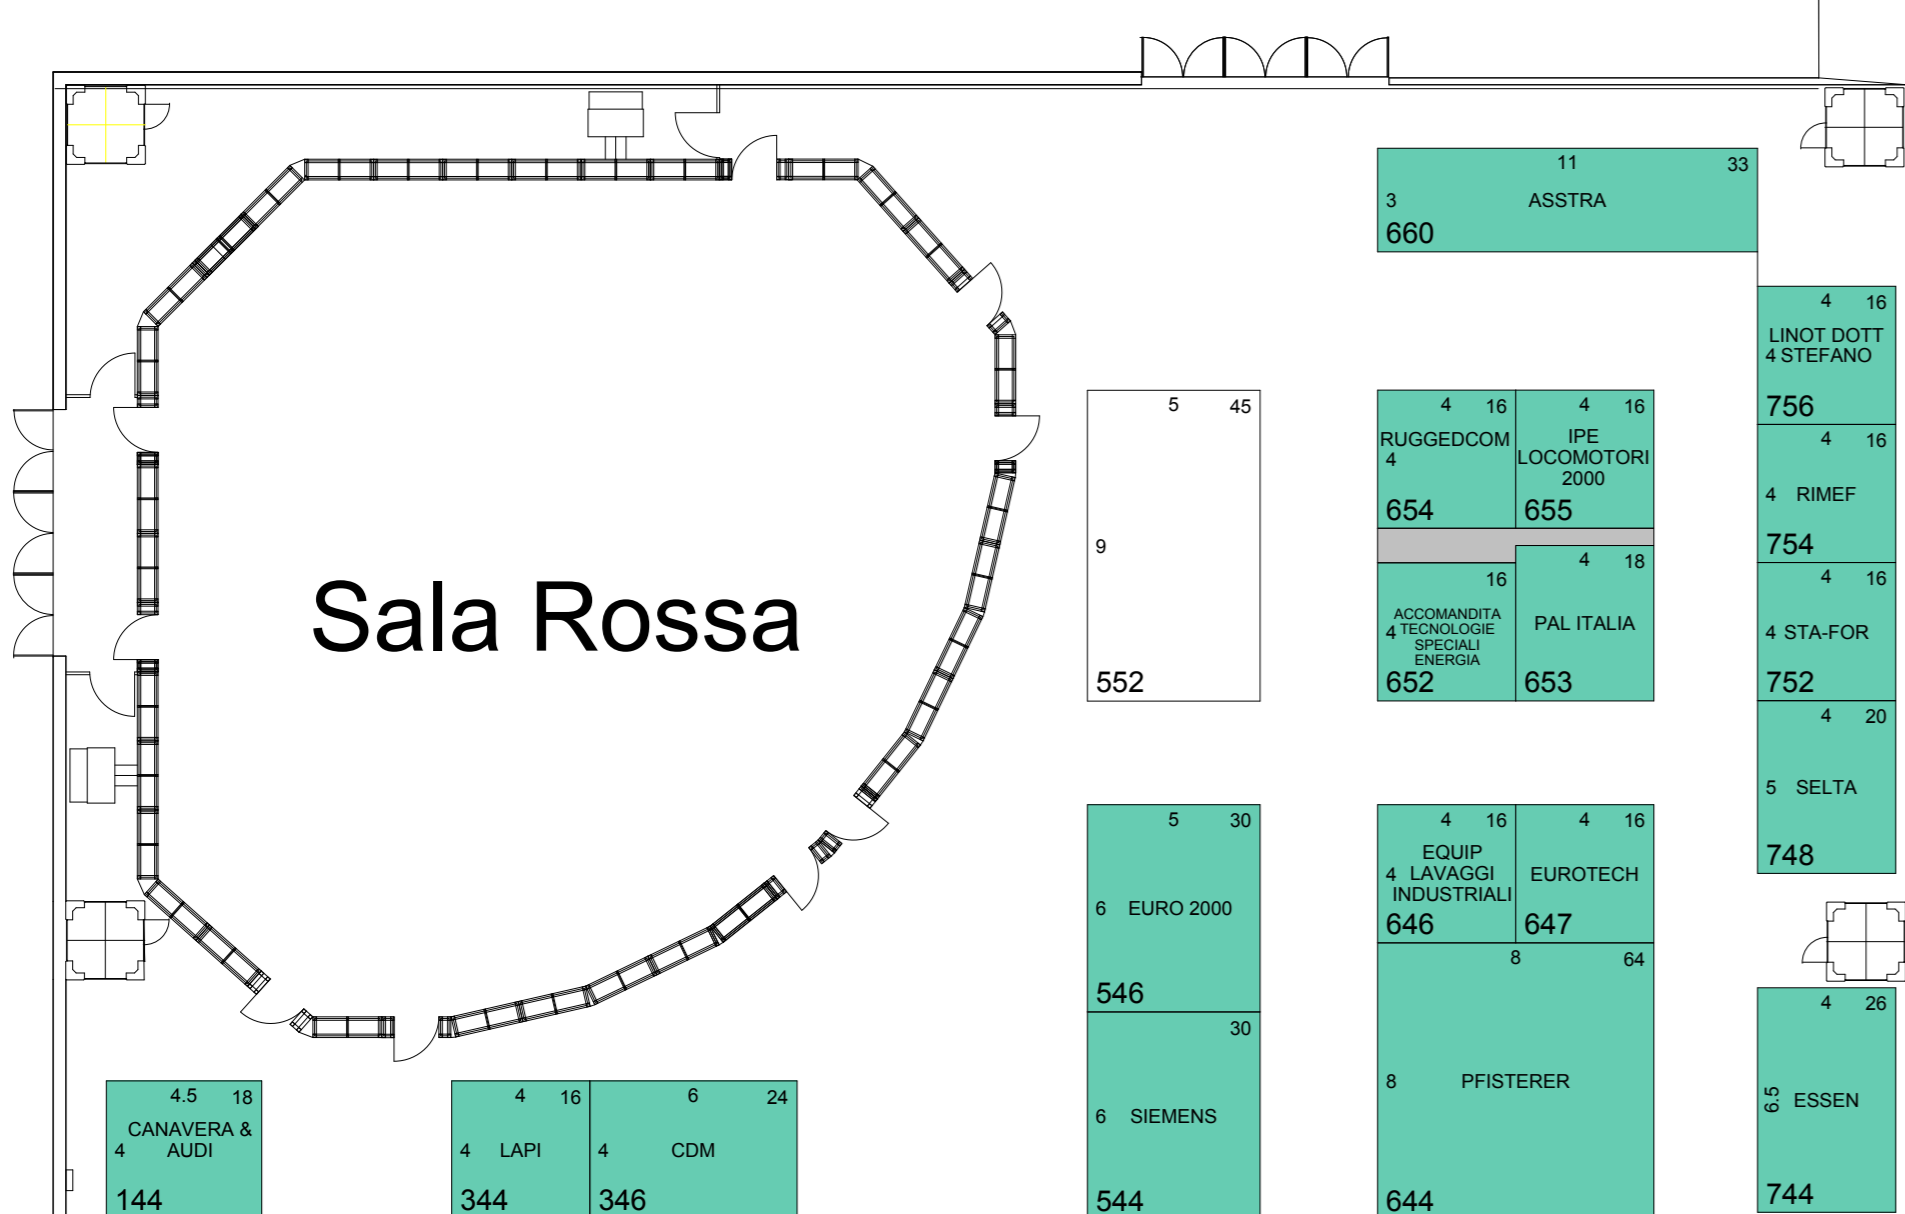 11 33
3 ASSTRA
660
4 16
LINOT DOTT
4 STEFANO
756
5 45
9
552
4 16
RUGGEDCOM
4
654
4 16
IPE
LOCOMOTORI
2000
655
4 16
4 RIMEF
754
16
ACCOMANDITA
4 TECNOLOGIE
SPECIALI
ENERGIA
652
4 18
PAL ITALIA
653
4 16
4 STA-FOR
752
Sala Rossa
4 20
5 SELTA
748
5 30
6 EURO 2000
546
4 16
EQUIP
4 LAVAGGI
INDUSTRIALI
646
4 16
EUROTECH
647
30
6 SIEMENS
544
8 64
8 PFISTERER
644
4 26
6.5 ESSEN
744
4.5 18
CANAVERA &
4 AUDI
144
4 16
4 LAPI
344
6 24
4 CDM
346